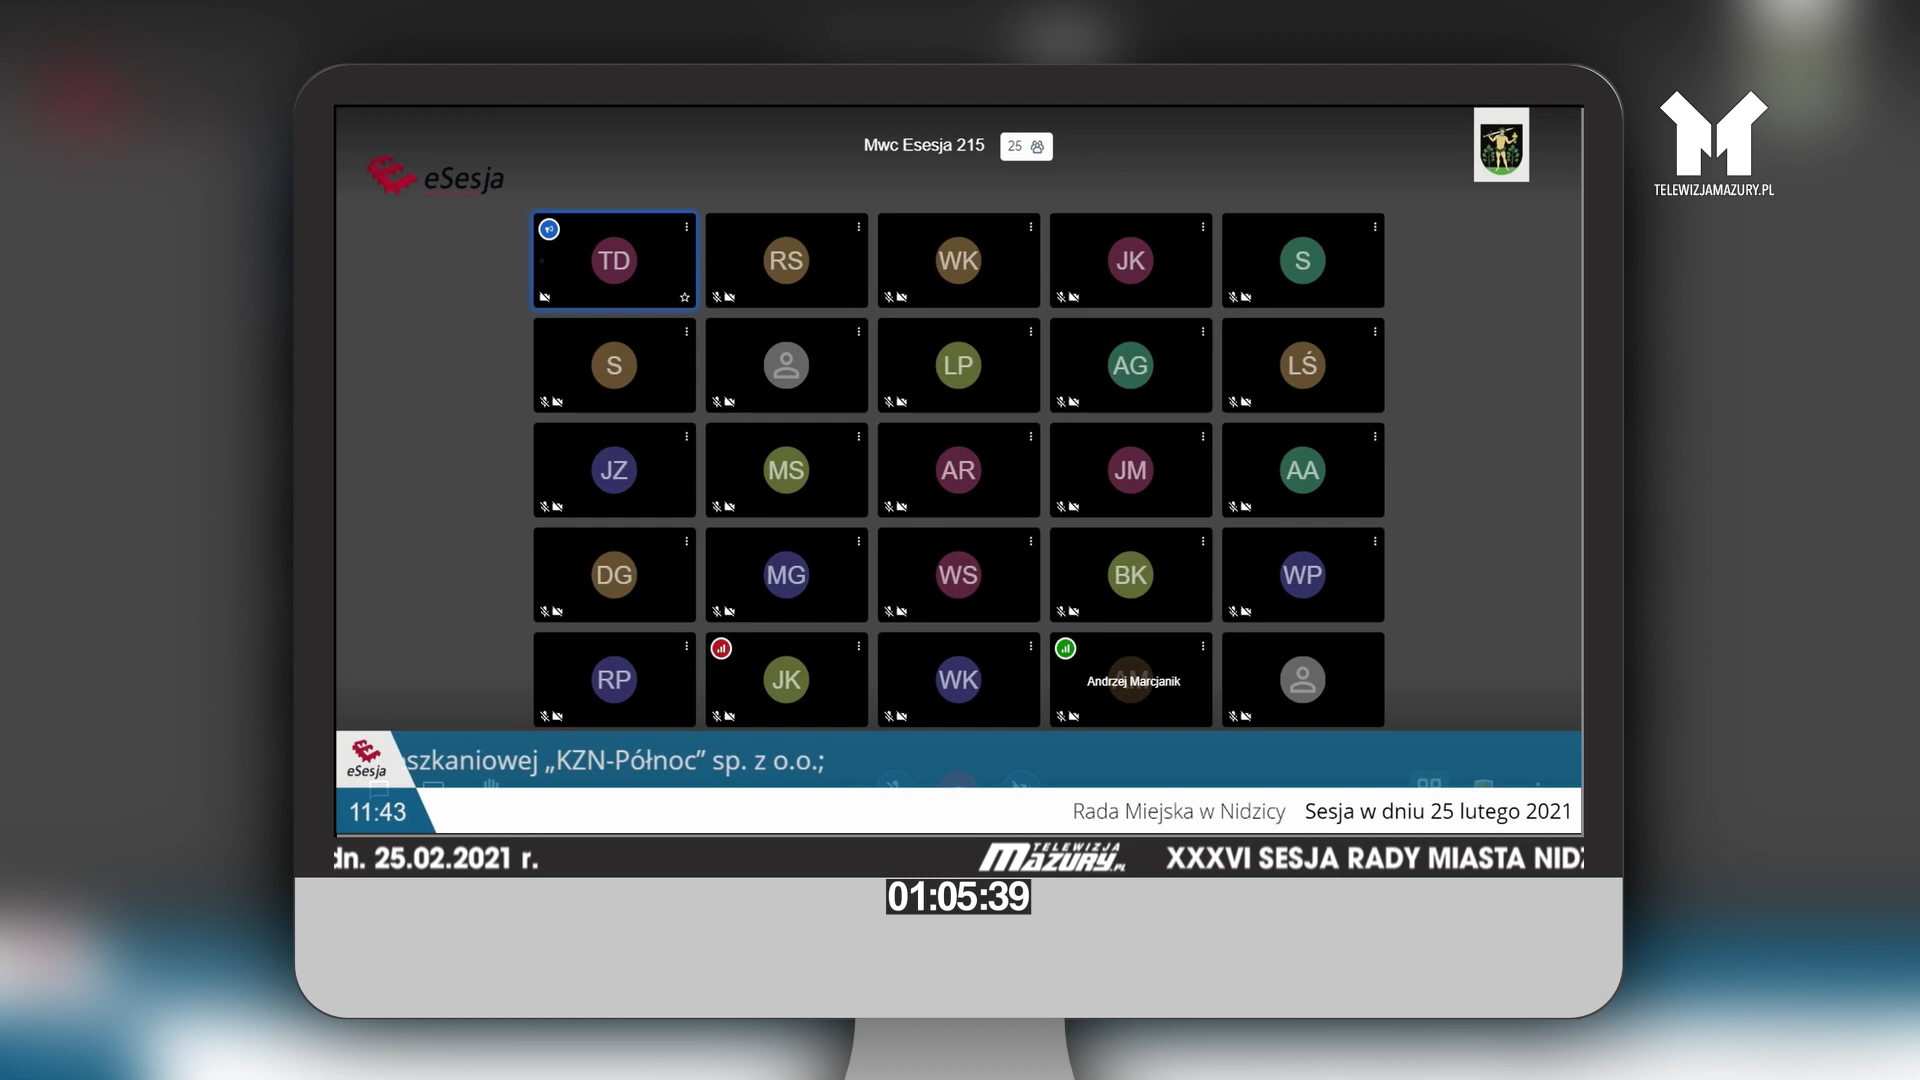 Mwc Esesja 215 25
eSesja
TELEWIZJAMAZURY.PL
TD RS WK JK S
S LP AG LŚ
JZ MS AR JM AA
DG MG WS BK WP
RP JK WK Andrzej Marcjanik
szkaniowej „KZN-Północ” sp. z o.o.;
eSesja
11:43
Rada Miejska w Nidzicy Sesja w dniu 25 lutego 2021
dn. 25.02.2021 r. TELEWIZJA MAZURY.PL XXXVI SESJA RADY MIASTA NIDZ
01:05:39